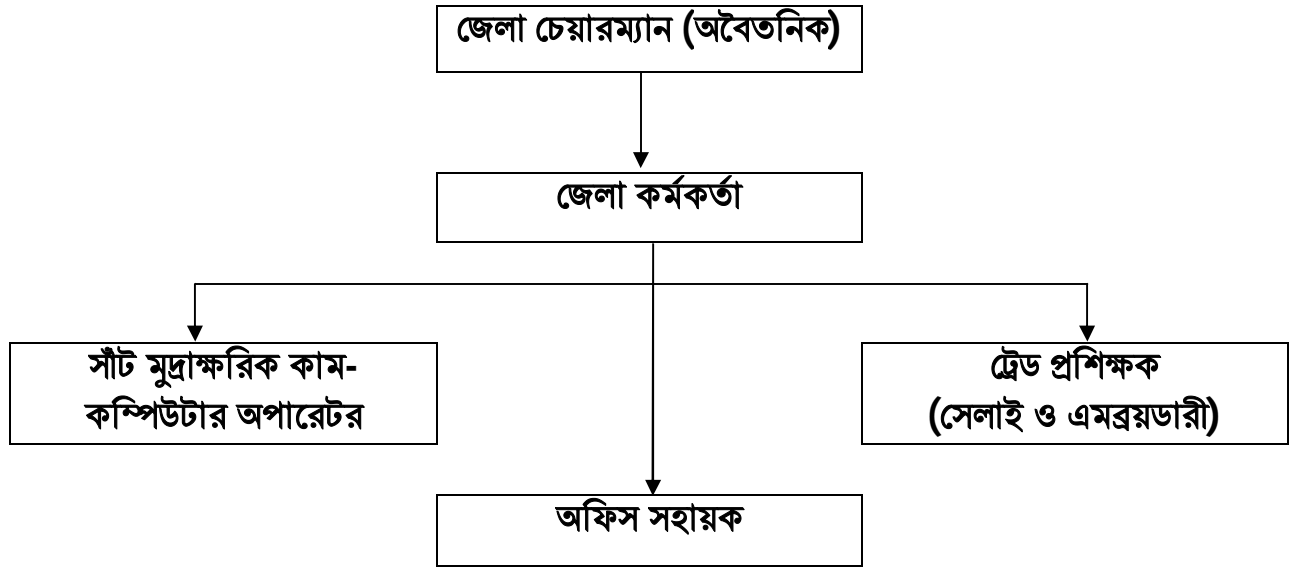 জেলা চেয়ারম্যান (অবৈতনিক)
জেলা কর্মকর্তা
সাঁট মুদ্রাক্ষরিক কাম-
কম্পিউটার অপারেটর
ট্রেড প্রশিক্ষক
(সেলাই ও এমব্রয়ডারী)
অফিস সহায়ক